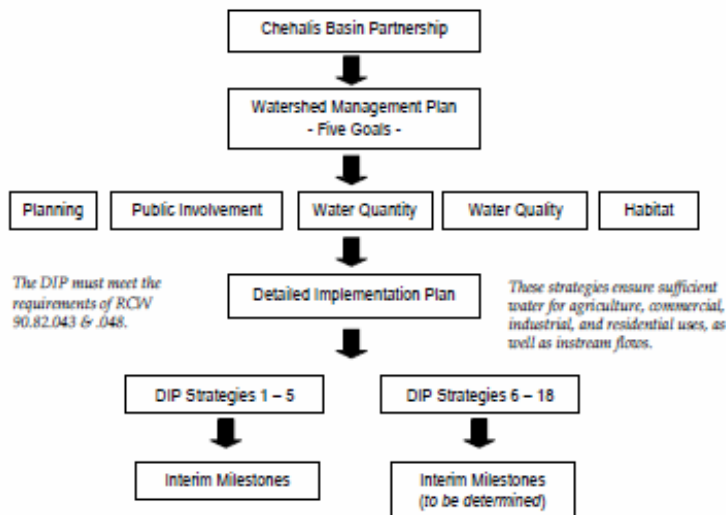 Chehalis Basin Partnership
Watershed Management Plan
- Five Goals -
Planning
Public Involvement
Water Quantity
Water Quality
Habitat
The DIP must meet the
requirements of RCW
90.82.043 & .048.
Detailed Implementation Plan
These strategies ensure sufficient
water for agriculture, commercial,
industrial, and residential uses, as
well as instream flows.
DIP Strategies 1 – 5
DIP Strategies 6 – 18
Interim Milestones
Interim Milestones
(to be determined)